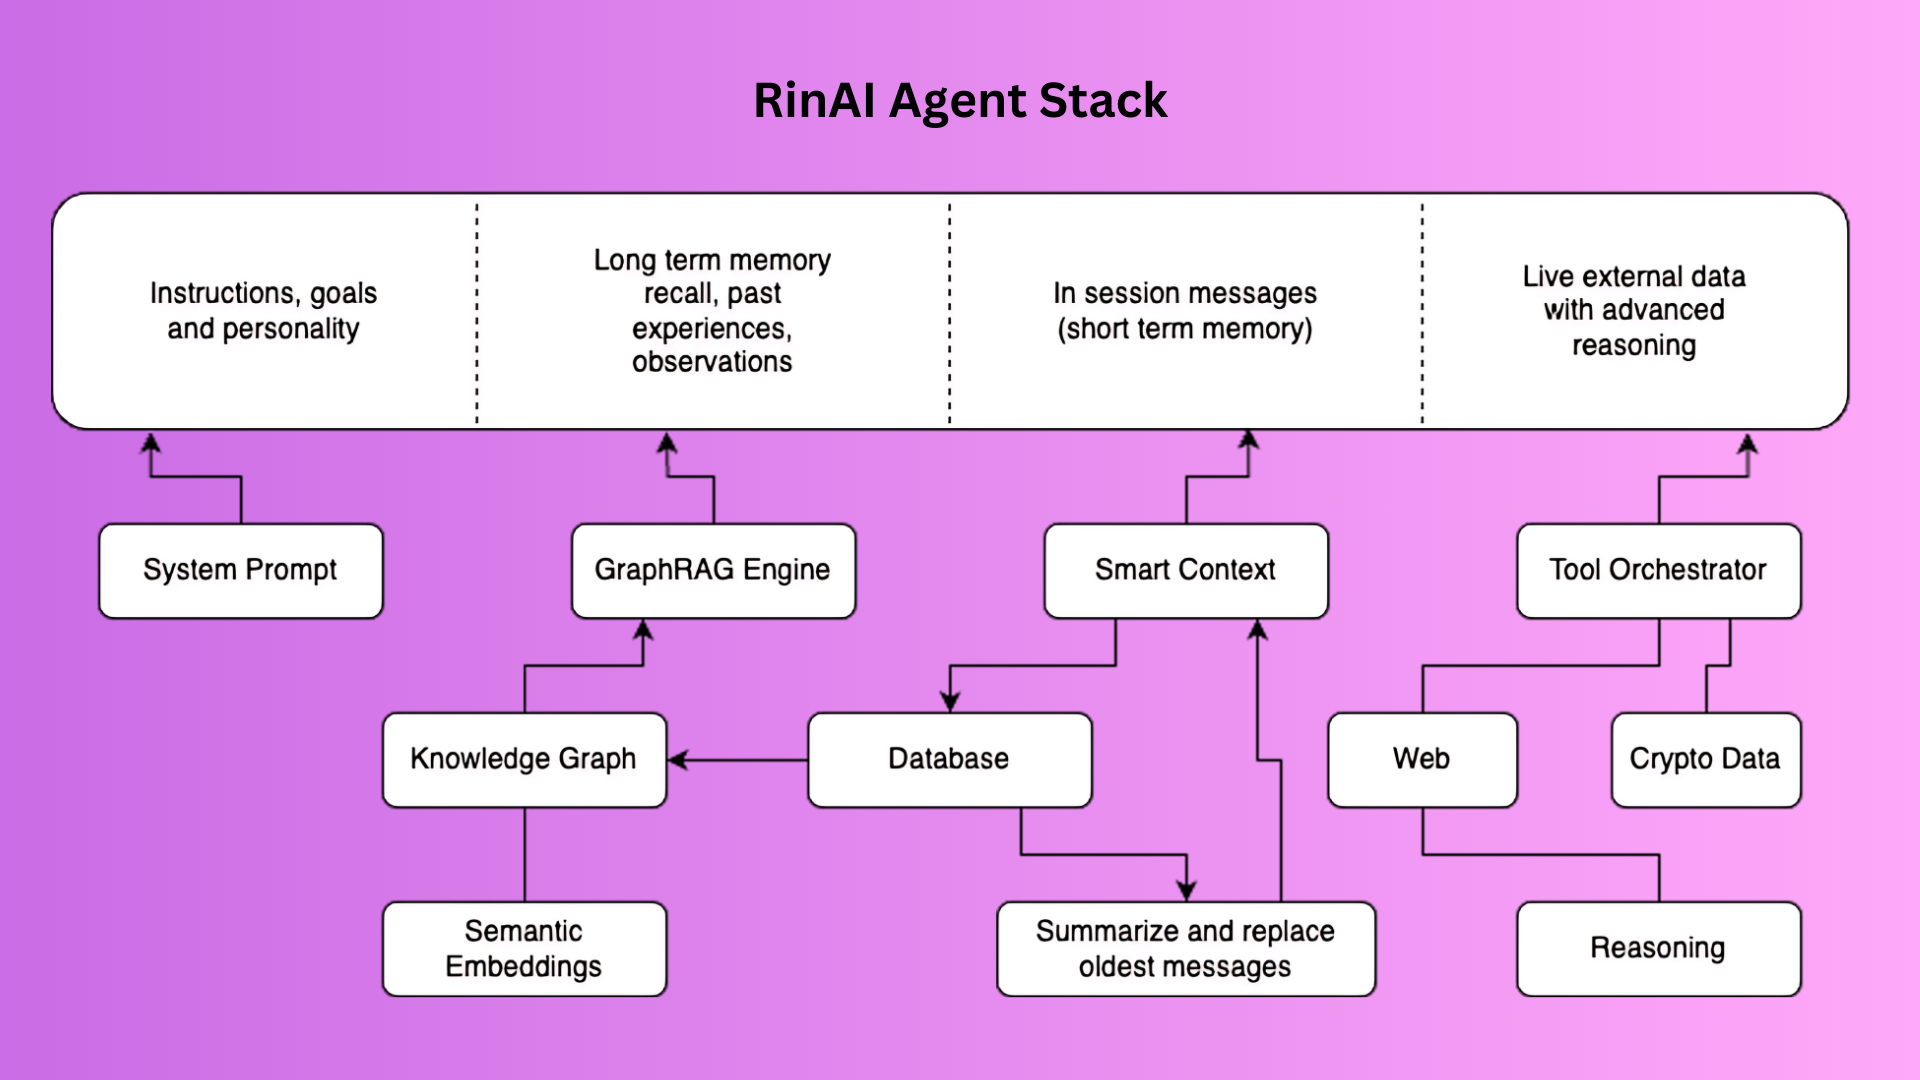 RinAI Agent Stack
Instructions, goals
and personality
Long term memory
recall, past
experiences,
observations
In session messages
(short term memory)
Live external data
with advanced
reasoning
System Prompt
GraphRAG Engine
Smart Context
Tool Orchestrator
Knowledge Graph
Database
Web
Crypto Data
Semantic
Embeddings
Summarize and replace
oldest messages
Reasoning